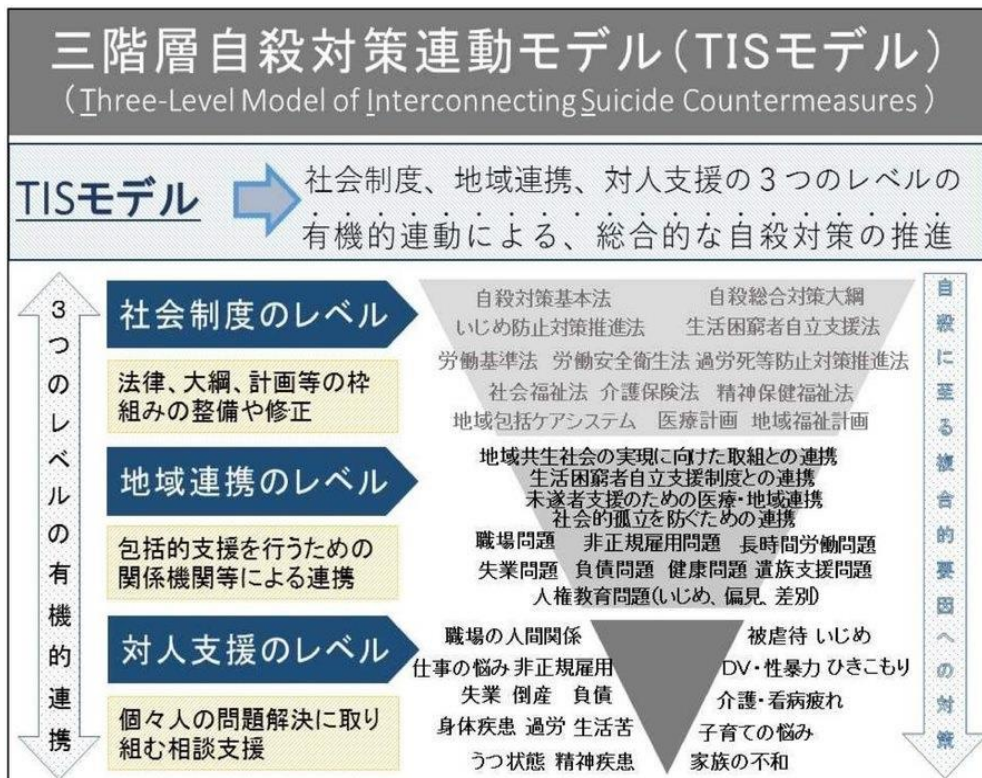 三階層自殺対策連動モデル(TISモデル)
(Three-Level Model of Interconnecting Suicide Countermeasures)
TISモデル
社会制度、地域連携、対人支援の3つのレベルの
有機的連動による、総合的な自殺対策の推進
3つのレベルの有機的連携
社会制度のレベル
法律、大綱、計画等の枠
組みの整備や修正
自殺対策基本法 自殺総合対策大綱
いじめ防止対策推進法 生活困窮者自立支援法
労働基準法 労働安全衛生法 過労死等防止対策推進法
社会福祉法 介護保険法 精神保健福祉法
地域包括ケアシステム 医療計画 地域福祉計画
地域連携のレベル
包括的支援を行うための
関係機関等による連携
地域共生社会の実現に向けた取組との連携
生活困窮者自立支援制度との連携
未遂者支援のための医療・地域連携
社会的孤立を防ぐための連携
職場問題 非正規雇用問題 長時間労働問題
失業問題 負債問題 健康問題 遺族支援問題
人権教育問題(いじめ、偏見、差別)
対人支援のレベル
個々人の問題解決に取り
組む相談支援
職場の人間関係 被虐待 いじめ
仕事の悩み 非正規雇用 DV・性暴力 ひきこもり
失業 倒産 負債 介護・看病疲れ
身体疾患 過労 生活苦 子育ての悩み
うつ状態 精神疾患 家族の不和
自殺に至る複合的要因への対策